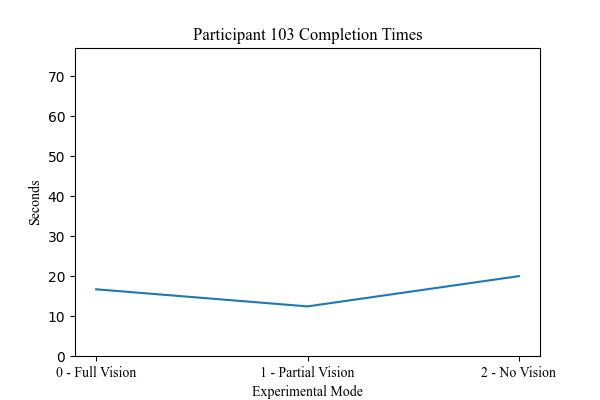 Participant 103 Completion Times
70
60
50
40
30
20
10
0
Seconds
0 - Full Vision
1 - Partial Vision
2 - No Vision
Experimental Mode